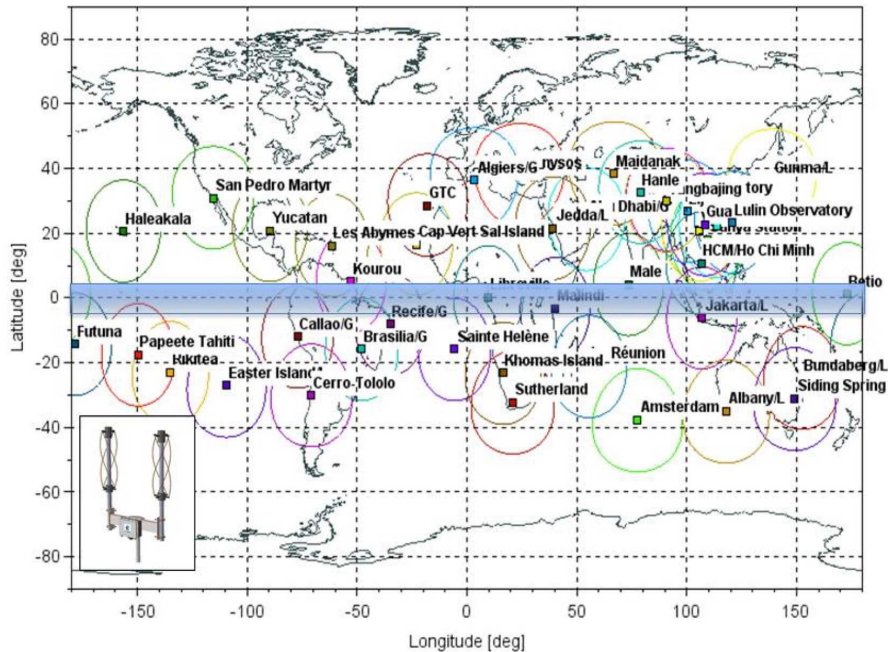 80
60
40
20
0
-20
-40
-60
-80
Latitude [deg]
Algiers/G
Maidanak
Guuma/L
San Pedro Martyr
GTC
Hanle
Haleakala
Yucatan
Les Abymes
Cap Vert Sal Island
Jedda/L
Dhabi/G
Gua
Lulin Observatory
HCM/Ho Chi Minh
Kourou
Libreville
Male
Malindi
Retio
Recife/G
Jakarta/L
Futuna
Papeete Tahiti
Rikitea
Callao/G
Brasilia/G
Sainte Helène
Khomas Island
Réunion
Bundaberg/L
Easter Island
Cerro-Tololo
Sutherland
Amsterdam
Albany/L
Siding Spring
-150
-100
-50
0
50
100
150
Longitude [deg]